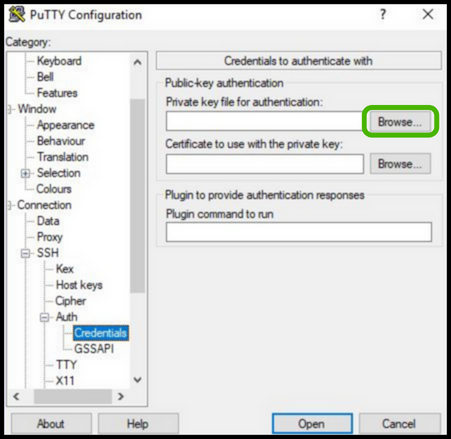 PuTTY Configuration
? ×
Category:
Keyboard
Bell
Features
Window
Appearance
Behaviour
Translation
Selection
Colours
Connection
Data
Proxy
SSH
Kex
Host keys
Cipher
Auth
Credentials
GSSAPI
TTY
X11
Credentials to authenticate with
Public-key authentication
Private key file for authentication:
Browse...
Certificate to use with the private key:
Browse...
Plugin to provide authentication responses
Plugin command to run
About Help Open Cancel